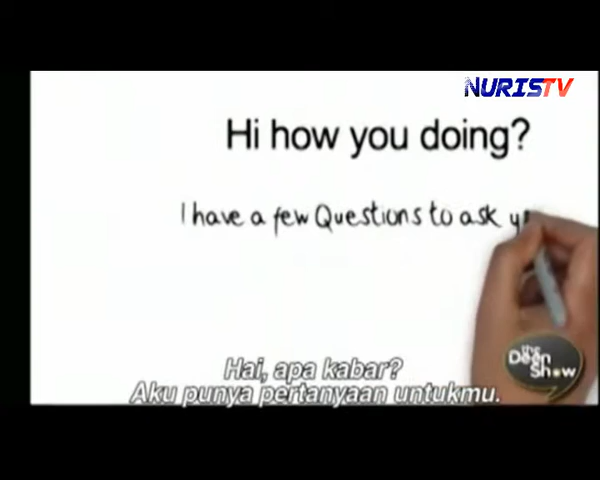 NURISTV
Hi how you doing?
I have a few Questions to ask
the
Deen
Show
Hai, apa kabar?
Aku punya pertanyaan untukmu.